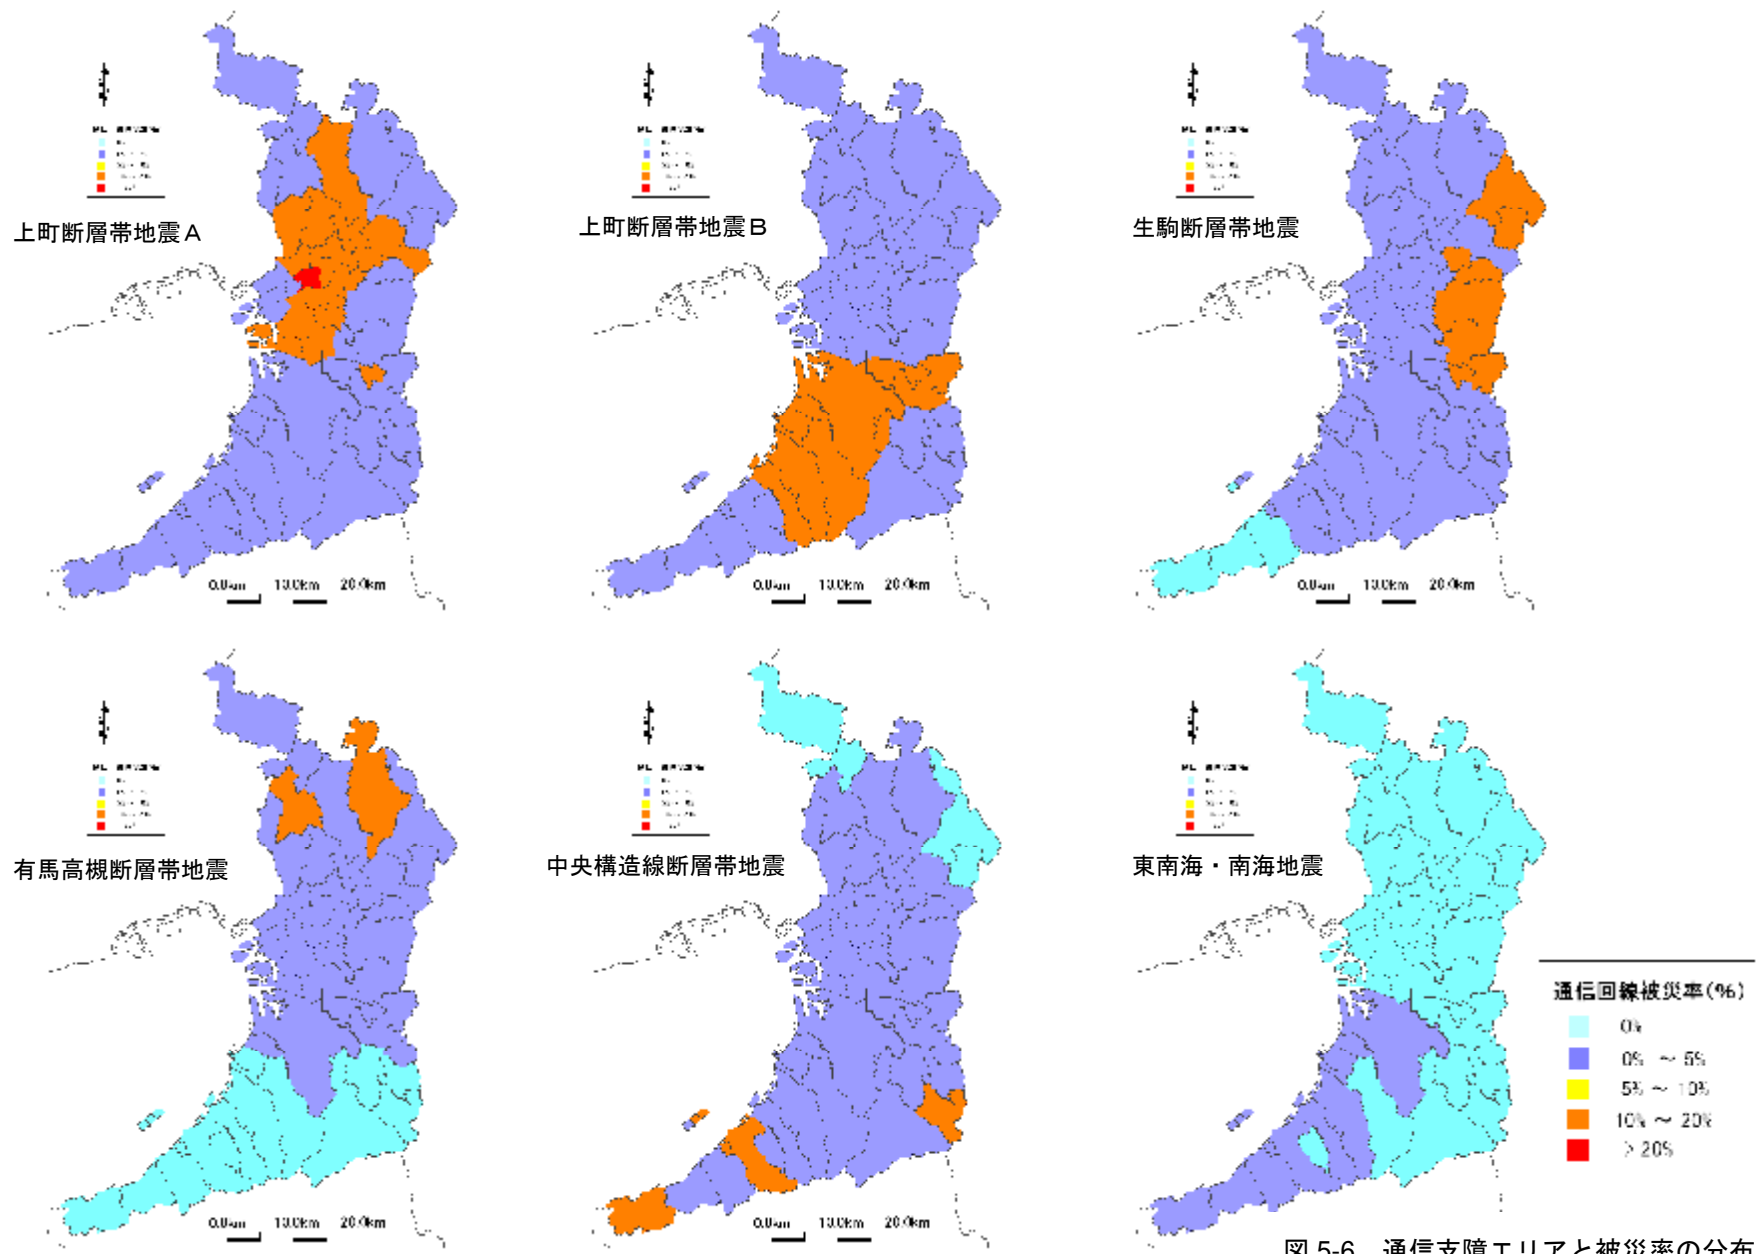 上町断層帯地震A
上町断層帯地震B
生駒断層帯地震
0.0km 10.0km 20.0km
0.0km 10.0km 20.0km
0.0km 10.0km 20.0km
有馬高槻断層帯地震
中央構造線断層帯地震
東南海・南海地震
通信回線被災率(%)
0%
0% ～ 5%
5% ～ 10%
10% ～ 20%
> 20%
0.0km 10.0km 20.0km
0.0km 10.0km 20.0km
図 5-6 通信支障エリアと被災率の分布